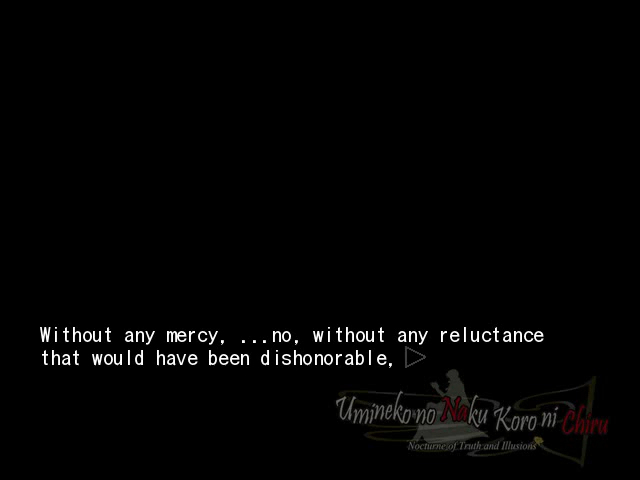 Without any mercy, ...no, without any reluctance
that would have been dishonorable,
Umineko no Naku Koro ni Chiru
Nocturne of Truth and Illusions